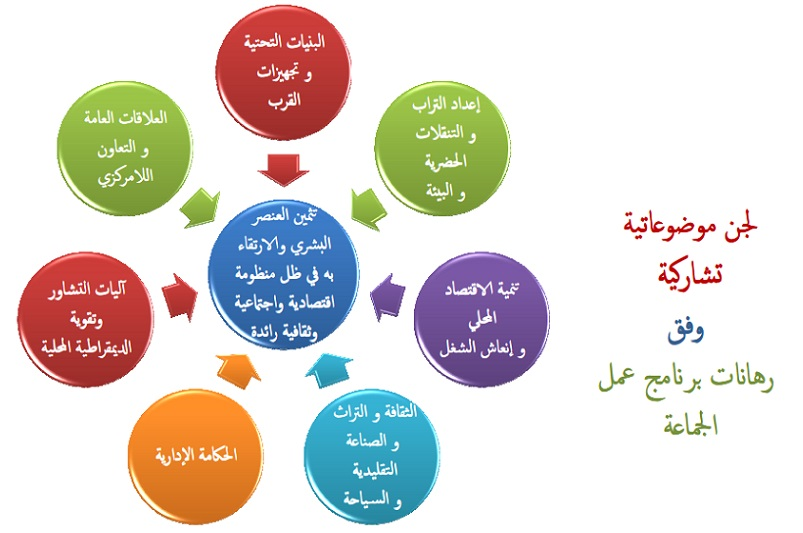 البنيات التحتية
و تجهيزات
القرب
إعداد التراب
و التنقلات
الحضرية
و البيئة
العلاقات العامة
و التعاون
اللامركزي
تثمين العنصر
البشري والارتقاء
به في ظل منظومة
اقتصادية واجتماعية
وثقافية رائدة
تنمية الاقتصاد
المحلي
و إنعاش الشغل
آليات التشاور
وتقوية
الديمقراطية المحلية
الثقافة و التراث
و الصناعة
التقليدية
و السياحة
الحكامة الإدارية
لجن موضوعاتية
تشاركية
وفق
رهانات برنامج عمل
الجماعة